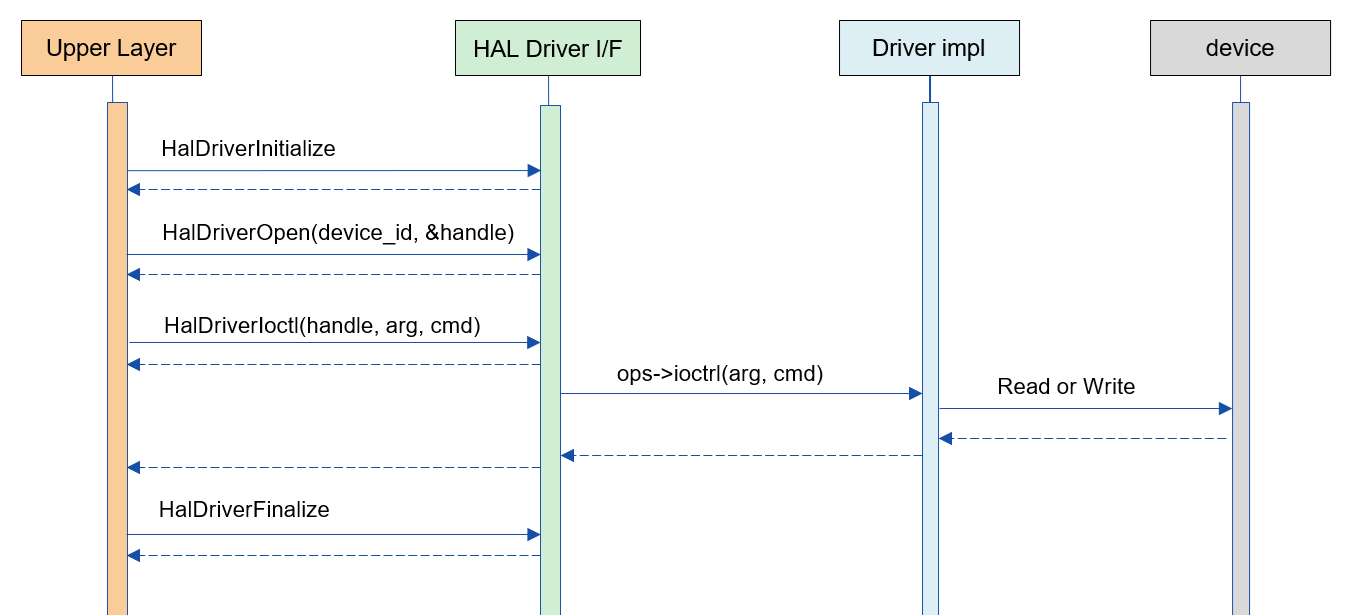 Upper Layer
HAL Driver I/F
Driver impl
device
HalDriverInitialize
HalDriverOpen(device_id, &handle)
HalDriverIoctl(handle, arg, cmd)
ops->ioctrl(arg, cmd)
Read or Write
HalDriverFinalize